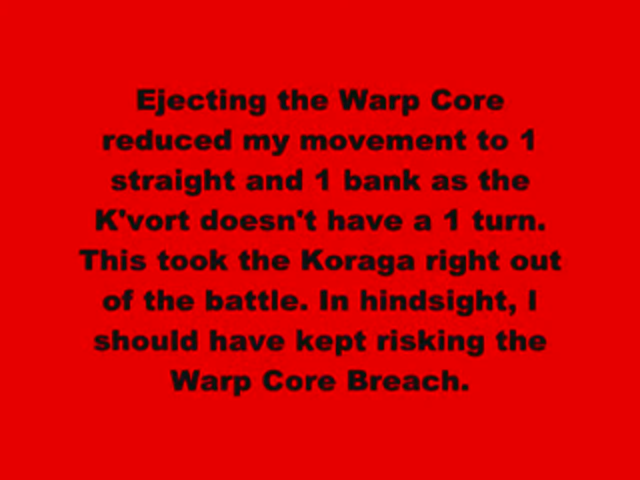 Ejecting the Warp Core
reduced my movement to 1
straight and 1 bank as the
K'vort doesn't have a 1 turn.
This took the Koraga right out
of the battle. In hindsight, I
should have kept risking the
Warp Core Breach.